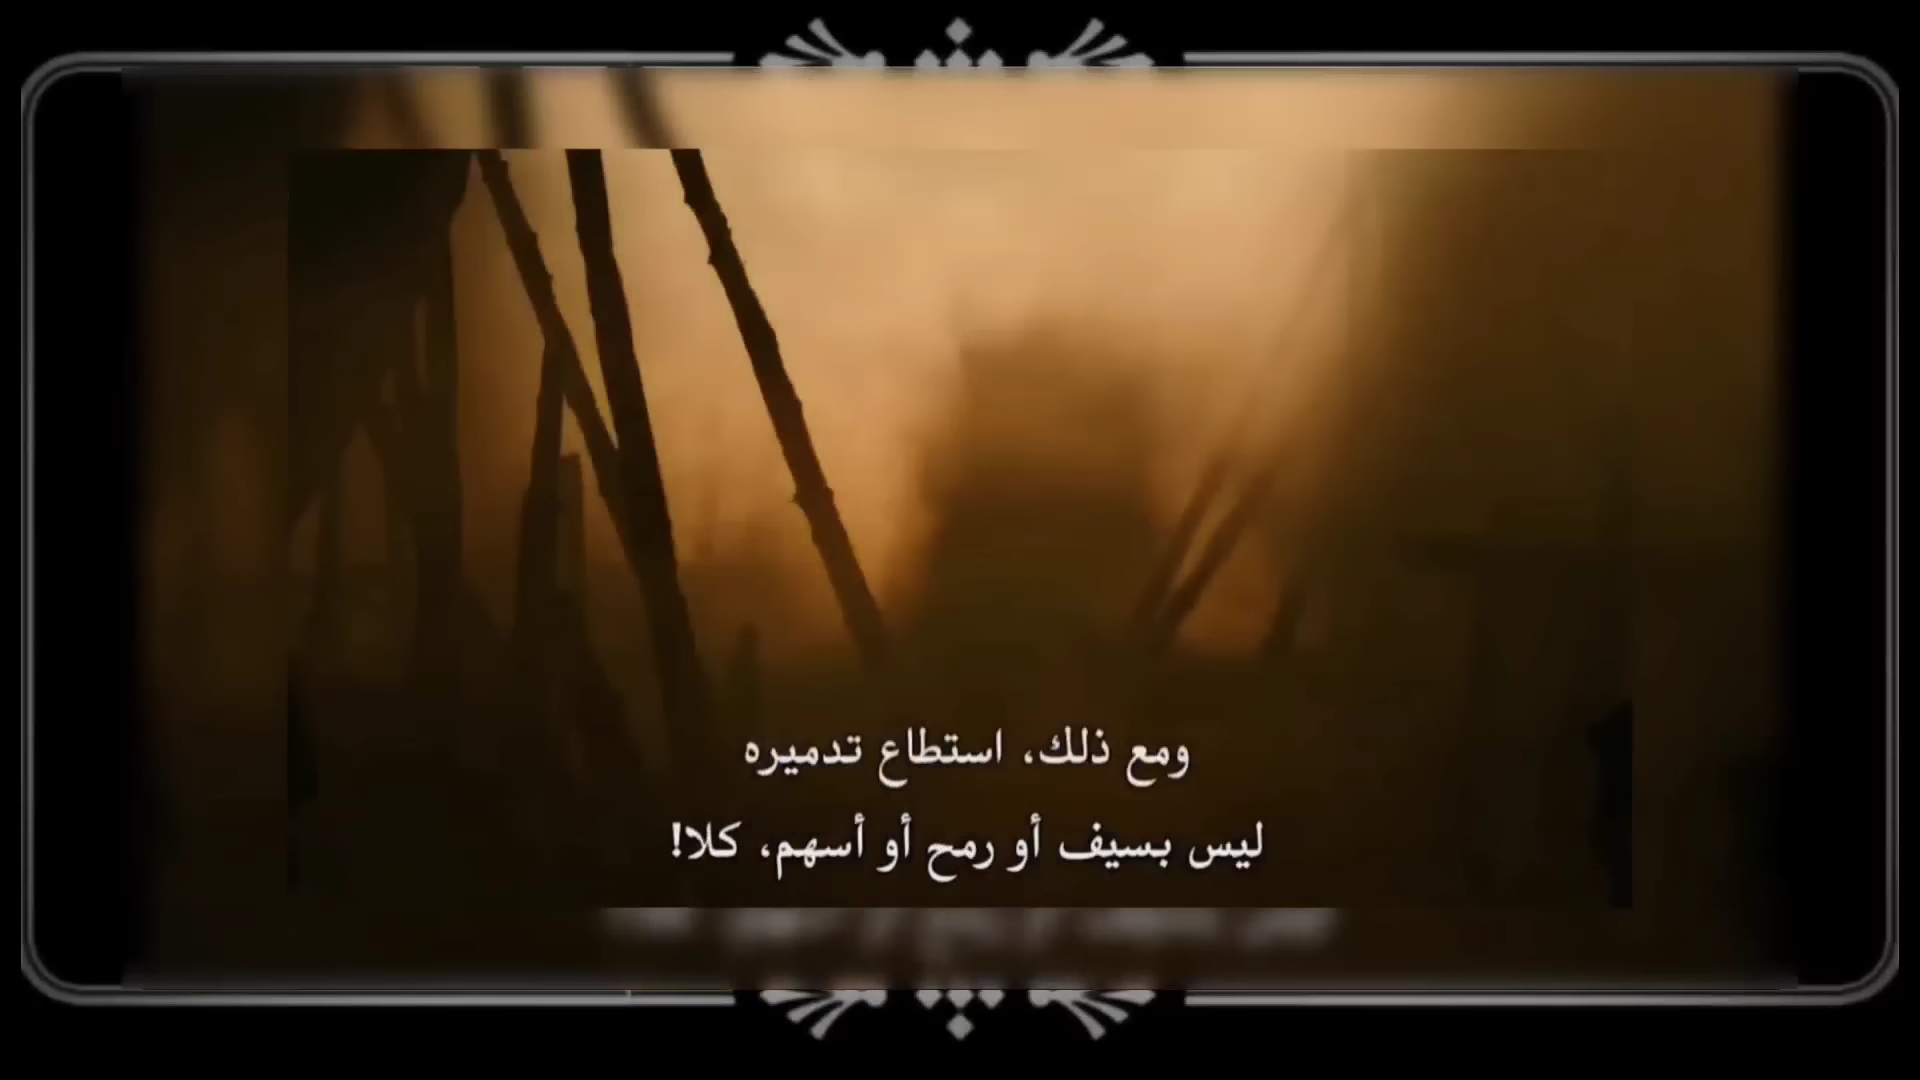 ومع ذلك، استطاع تدميره
ليس بسيف أو رمح أو أسهم، كلا!